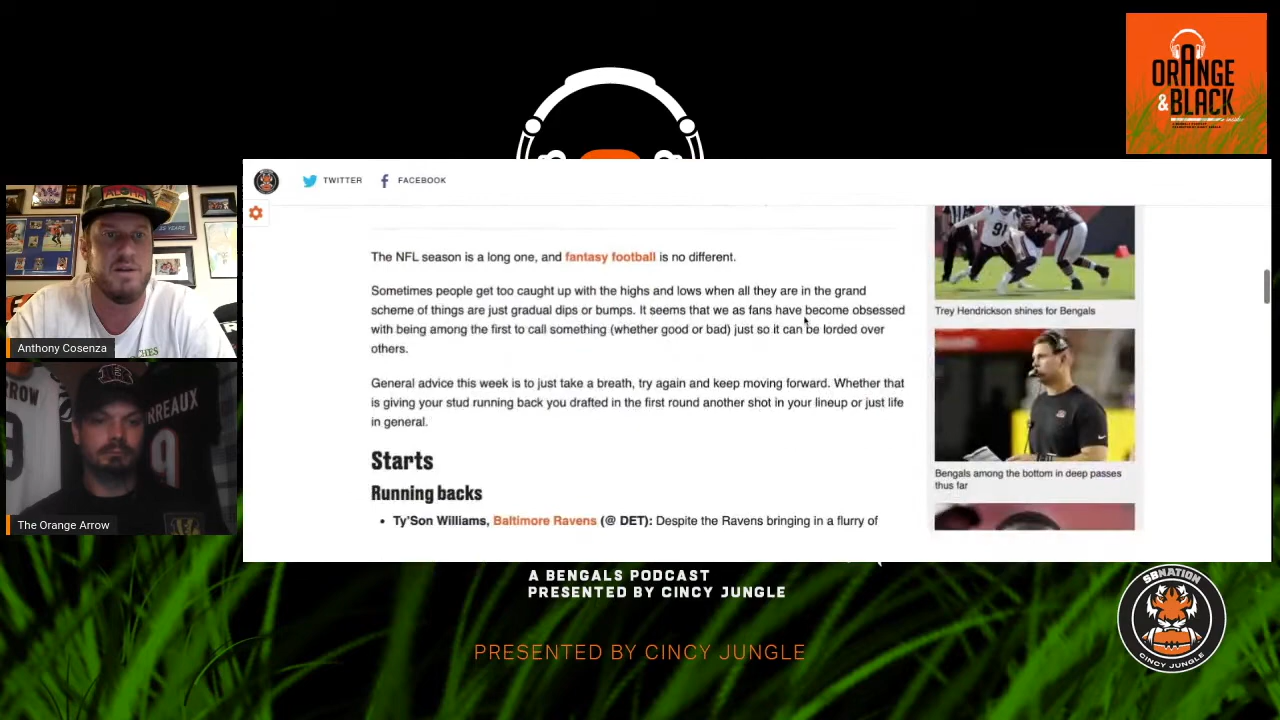 ORANGE
& BLACK
TWITTER
FACEBOOK
The NFL season is a long one, and fantasy football is no different.
Sometimes people get too caught up with the highs and lows when all they are in the grand
scheme of things are just gradual dips or bumps. It seems that we as fans have become obsessed
with being among the first to call something (whether good or bad) just so it can be lorded over
others.
General advice this week is to just take a breath, try again and keep moving forward. Whether that
is giving your stud running back you drafted in the first round another shot in your lineup or just life
in general.
Starts
Running backs
• Ty'Son Williams, Baltimore Ravens (@ DET): Despite the Ravens bringing in a flurry of
91
Trey Hendrickson shines for Bengals
Bengals among the bottom in deep passes
thus far
ALOHA
Anthony Cosenza
RREAUX
9
The Orange Arrow
A BENGALS PODCAST
PRESENTED BY CINCY JUNGLE
PRESENTED BY CINCY JUNGLE
SBNATION
CINCY JUNGLE